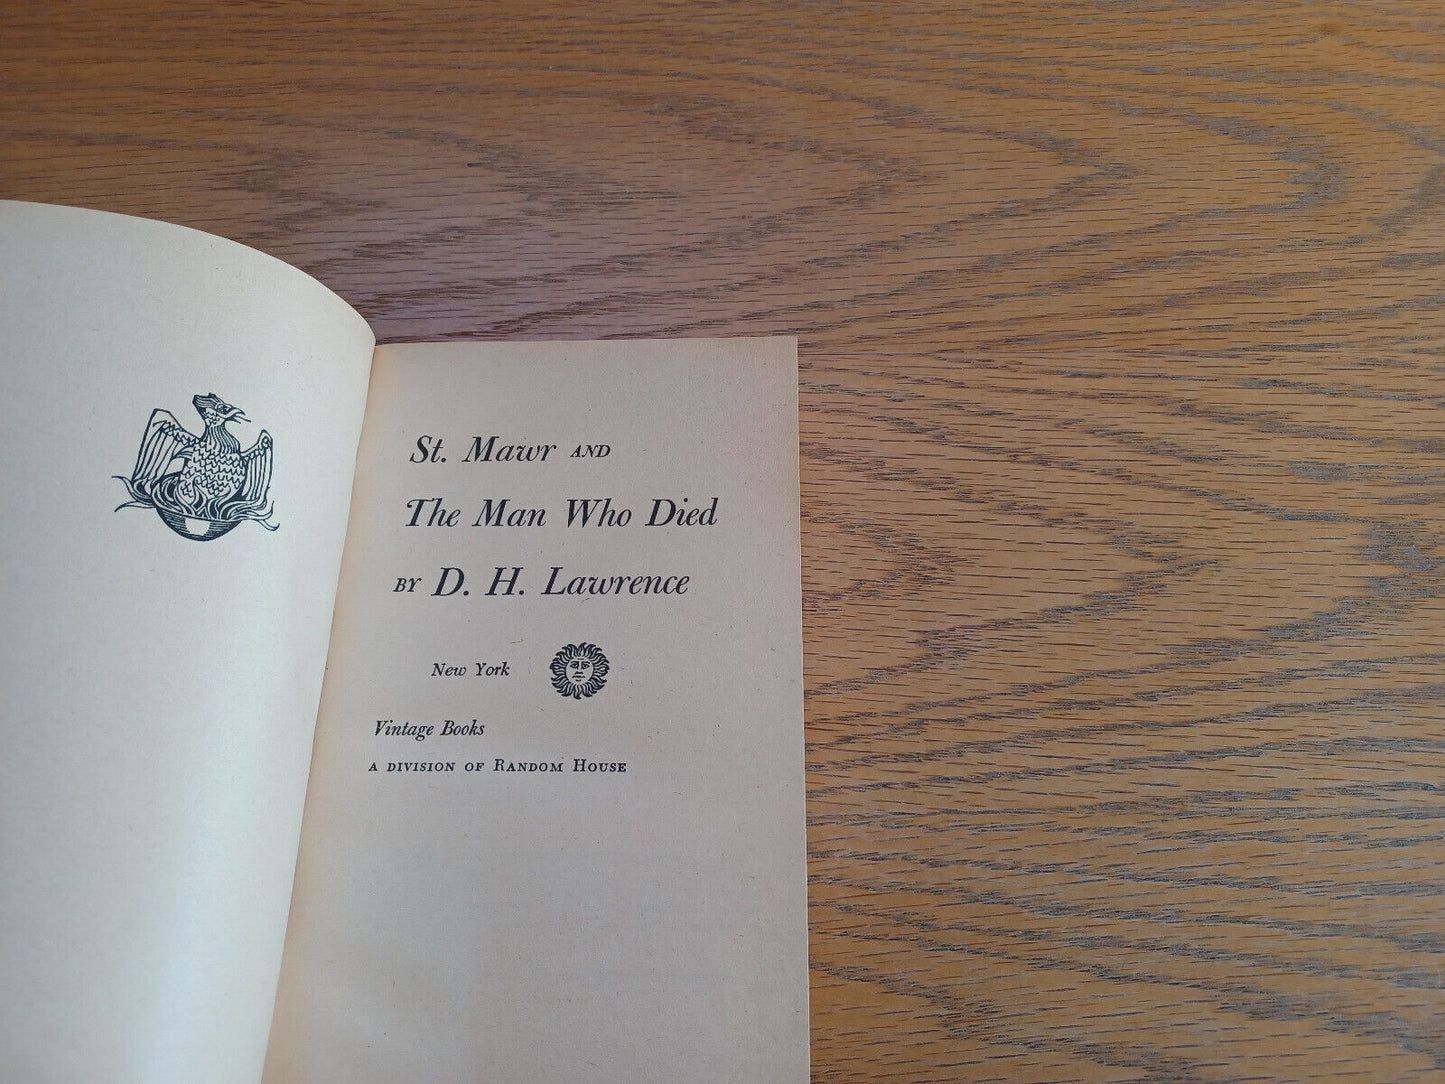 St. Mawr AND
The Man Who Died
BY D. H. Lawrence
New York
Vintage Books
A DIVISION OF RANDOM HOUSE